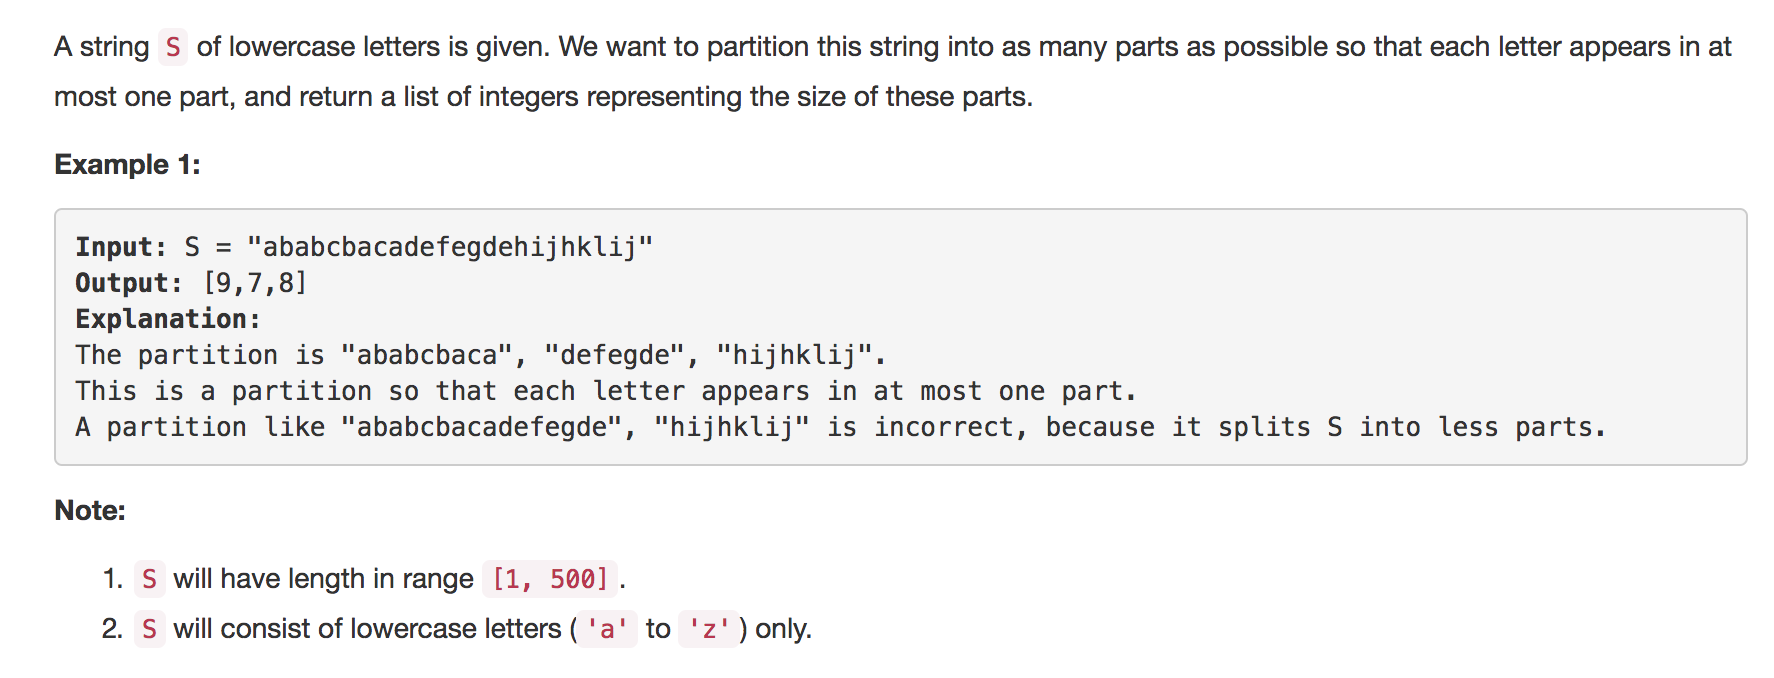 A string S of lowercase letters is given. We want to partition this string into as many parts as possible so that each letter appears in at
most one part, and return a list of integers representing the size of these parts.
Example 1:
Input: S = "ababcbacadefegdehijhklij"
Output: [9,7,8]
Explanation:
The partition is "ababcbaca", "defegde", "hijhklij".
This is a partition so that each letter appears in at most one part.
A partition like "ababcbacadefegde", "hijhklij" is incorrect, because it splits S into less parts.
Note:
1. S will have length in range [1, 500].
2. S will consist of lowercase letters ('a' to 'z') only.